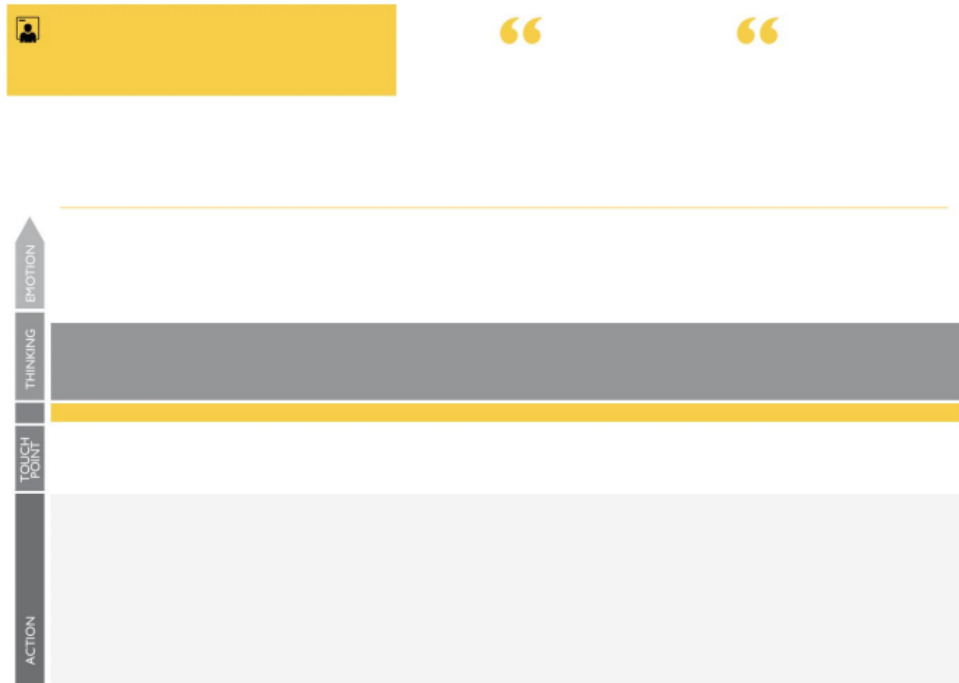 “ “
EMOTION
THINKING
TOUCH
POINT
ACTION